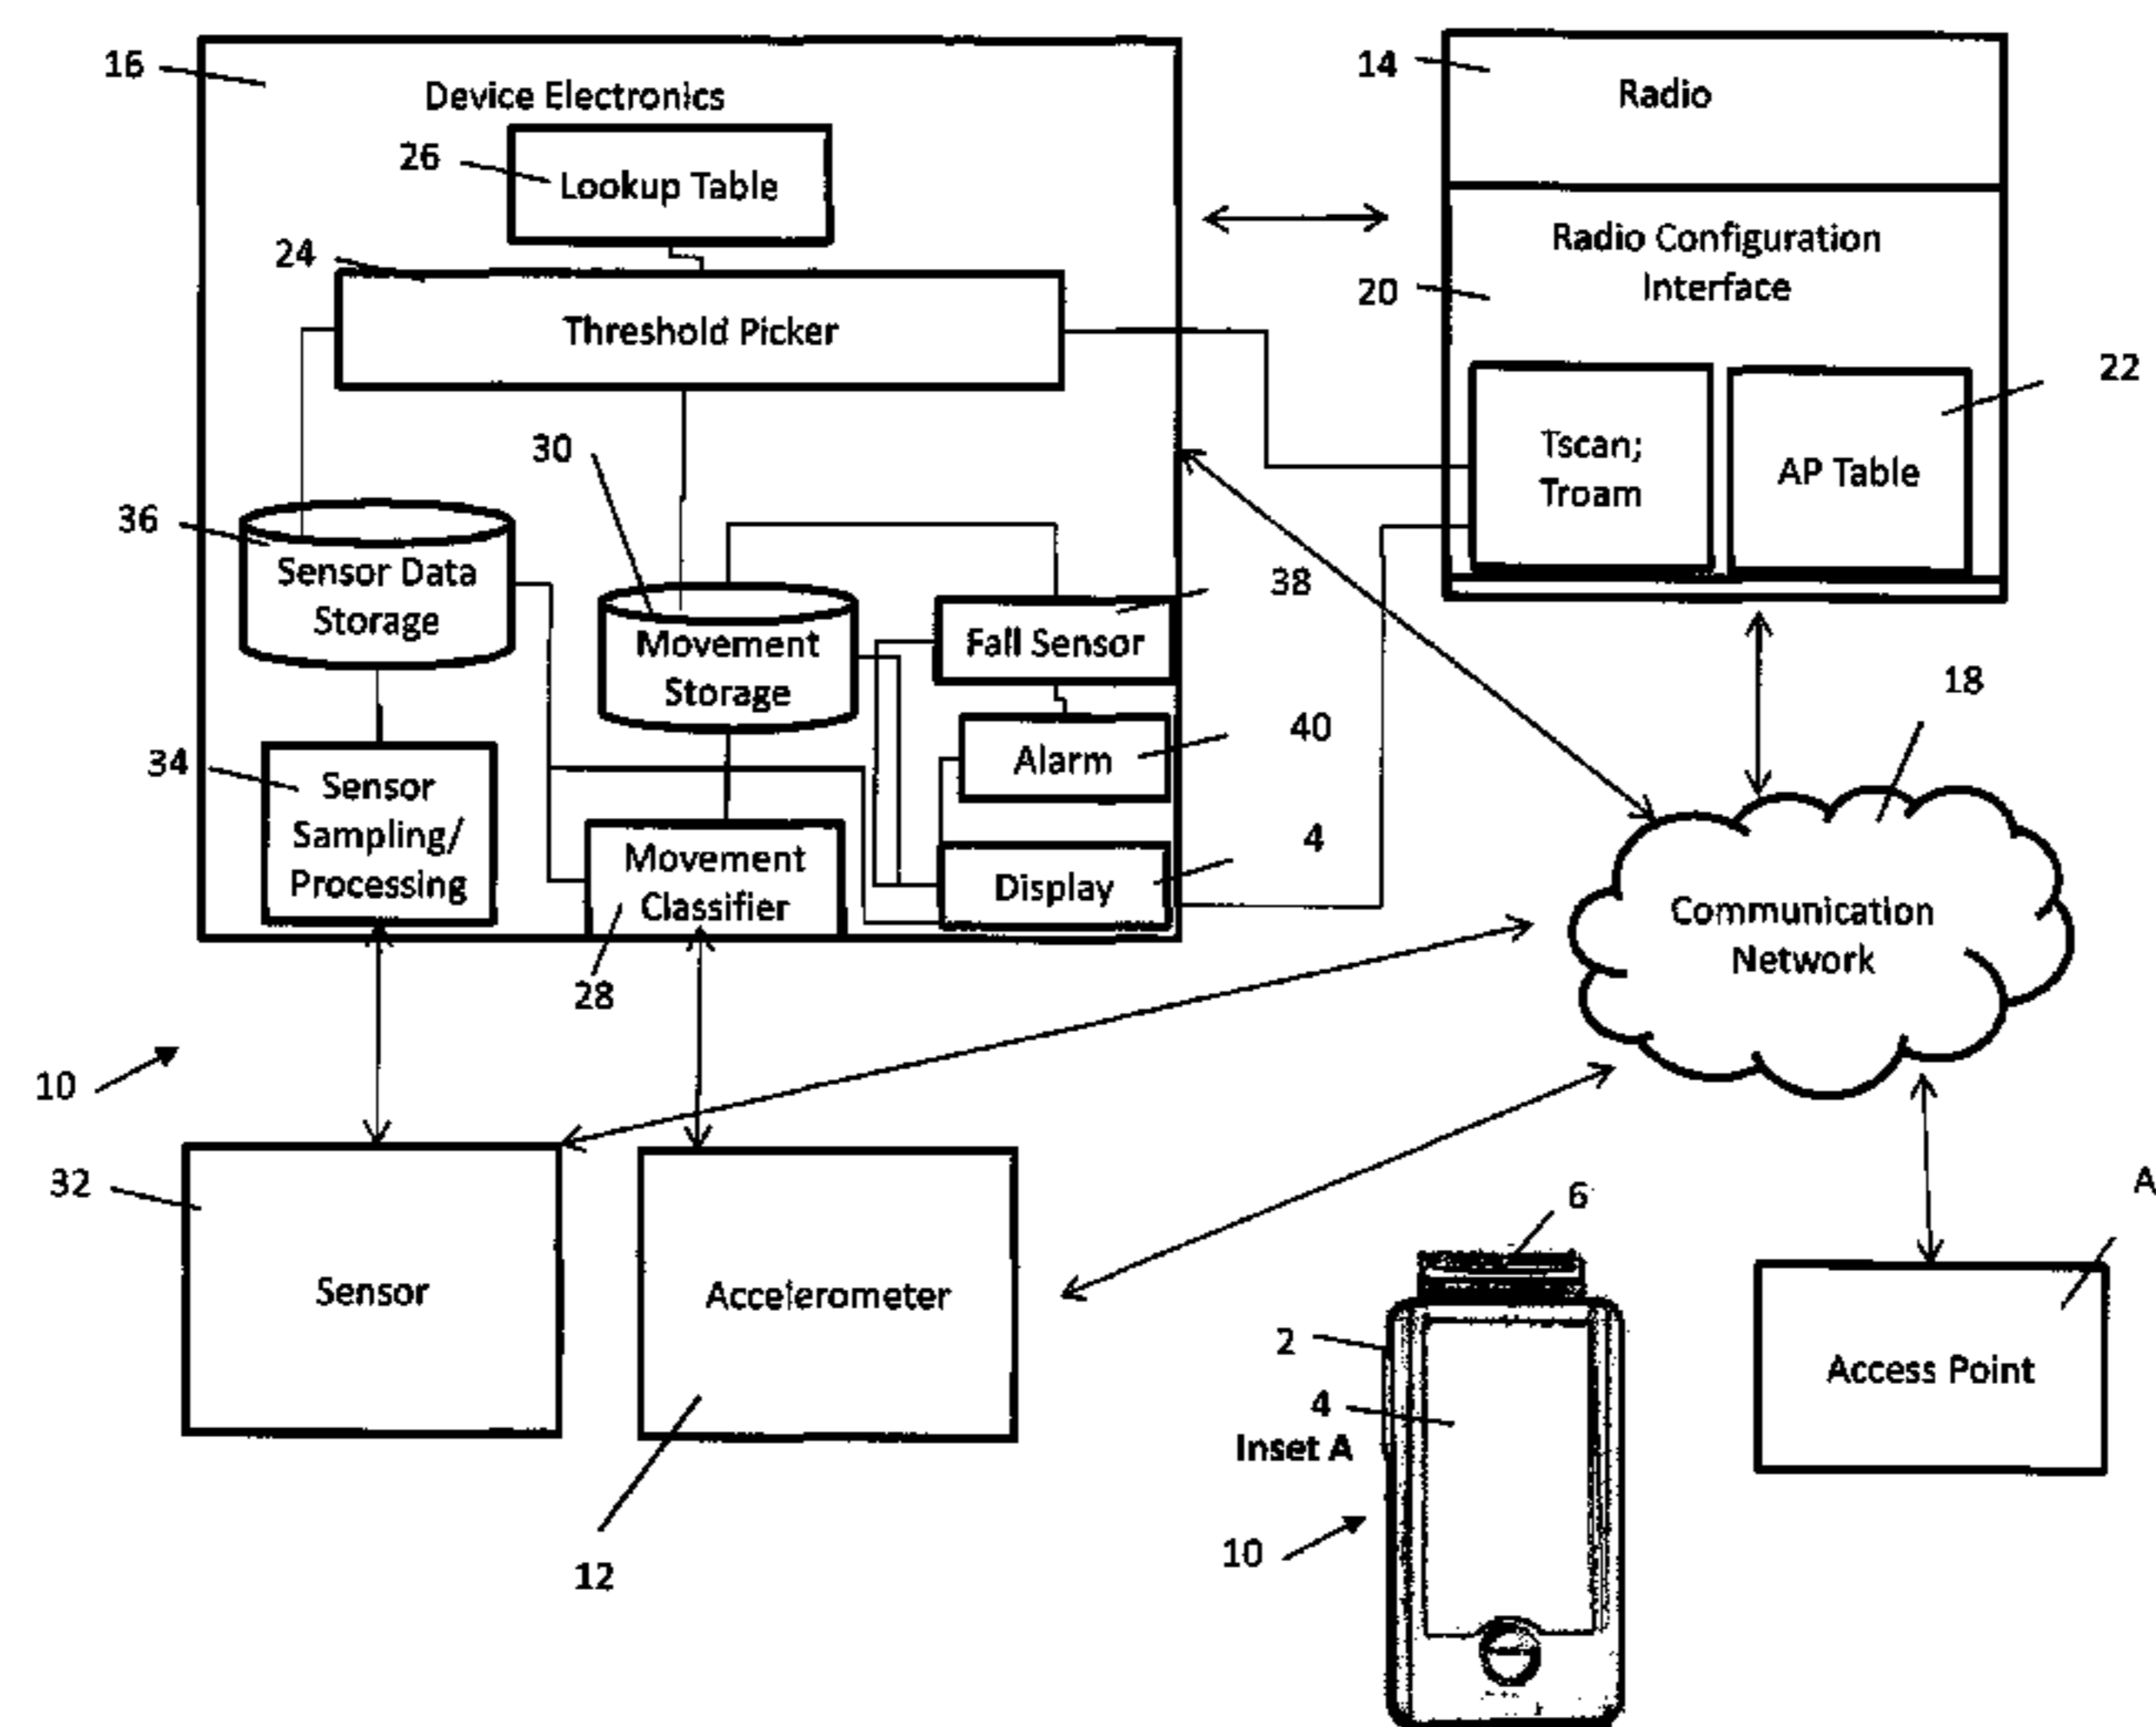 16
Device Electronics
14
Radio
26
Lookup Table
24
Threshold Picker
Radio Configuration
Interface
20
22
Tscan;
Troam
AP Table
30
36
Sensor Data
Storage
38
Movement
Storage
Fall Sensor
18
40
Alarm
34
Sensor
Sampling/
Processing
4
Movement
Classifier
Display
28
Communication
Network
10
32
Sensor
Accelerometer
12
6
2
4
Inset A
10
A
Access Point